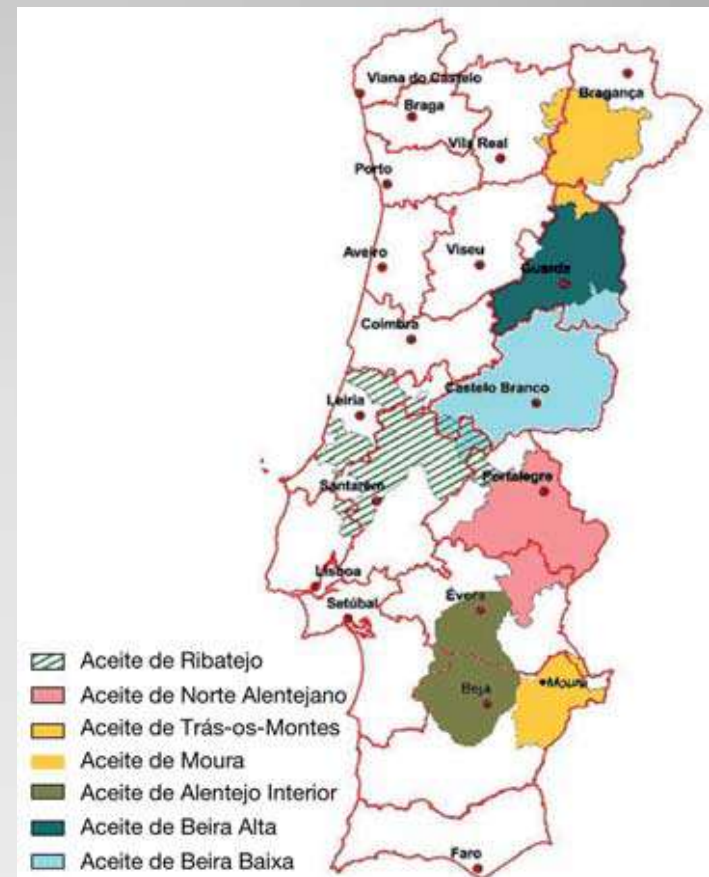 Viana do Castelo
Bragança
Braga
Vila Real
Porto
Aveiro
Viseu
Guarda
Coimbra
Castelo Branco
Leiria
Portalegre
Santarém
Lisboa
Évora
Setúbal
Moura
Beja
Faro
Aceite de Ribatejo
Aceite de Norte Alentejano
Aceite de Trás-os-Montes
Aceite de Moura
Aceite de Alentejo Interior
Aceite de Beira Alta
Aceite de Beira Baixa